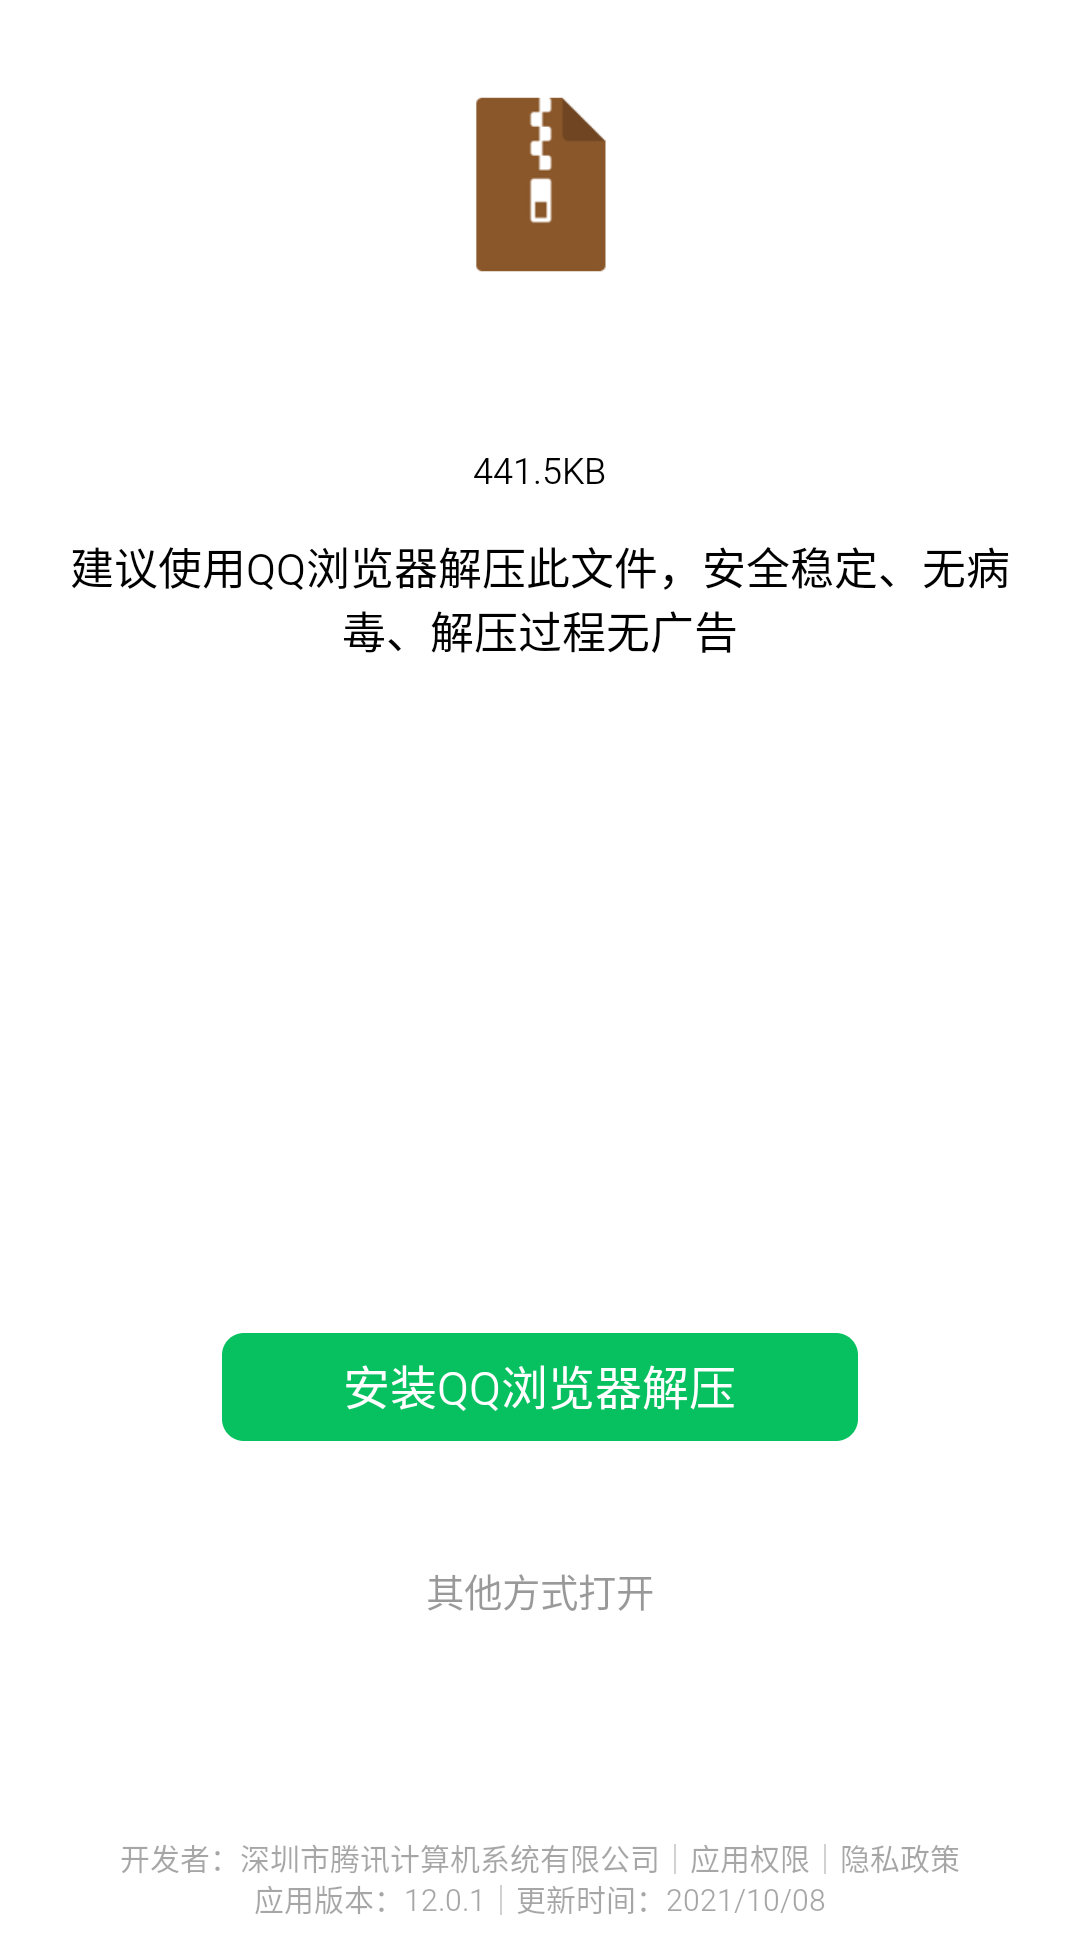 441.5KB
建议使用QQ浏览器解压此文件，安全稳定、无病
毒、解压过程无广告
安装QQ浏览器解压
其他方式打开
开发者：深圳市腾讯计算机系统有限公司｜应用权限｜隐私政策
应用版本：12.0.1｜更新时间：2021/10/08